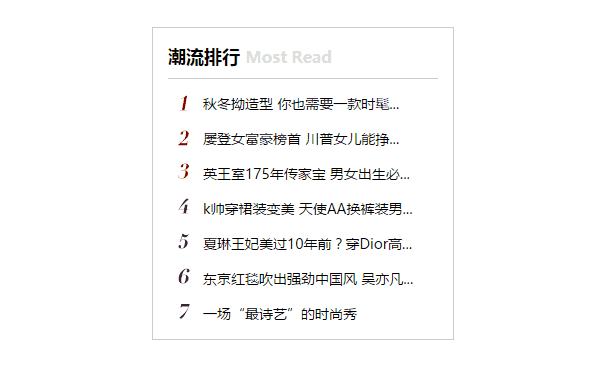 潮流排行 Most Read
1 秋冬拗造型 你也需要一款时髦...
2 屡登女富豪榜首 川普女儿能挣...
3 英王室175年传家宝 男女出生必...
4 k帅穿裙装变美 天使AA换裤装男...
5 夏琳王妃美过10年前？穿Dior高...
6 东京红毯吹出强劲中国风 吴亦凡...
7 一场“最诗艺”的时尚秀